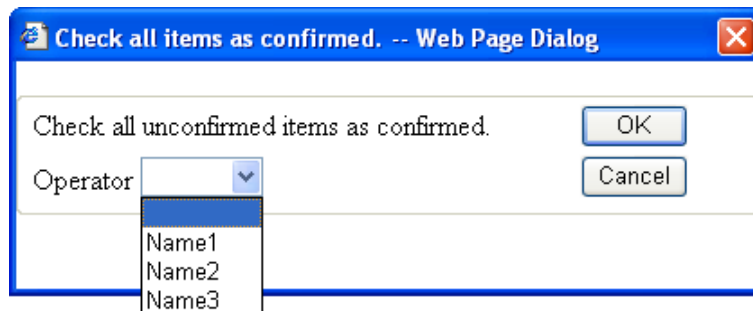 Check all items as confirmed. -- Web Page Dialog
Check all unconfirmed items as confirmed.
OK
Operator
Cancel
Name1
Name2
Name3